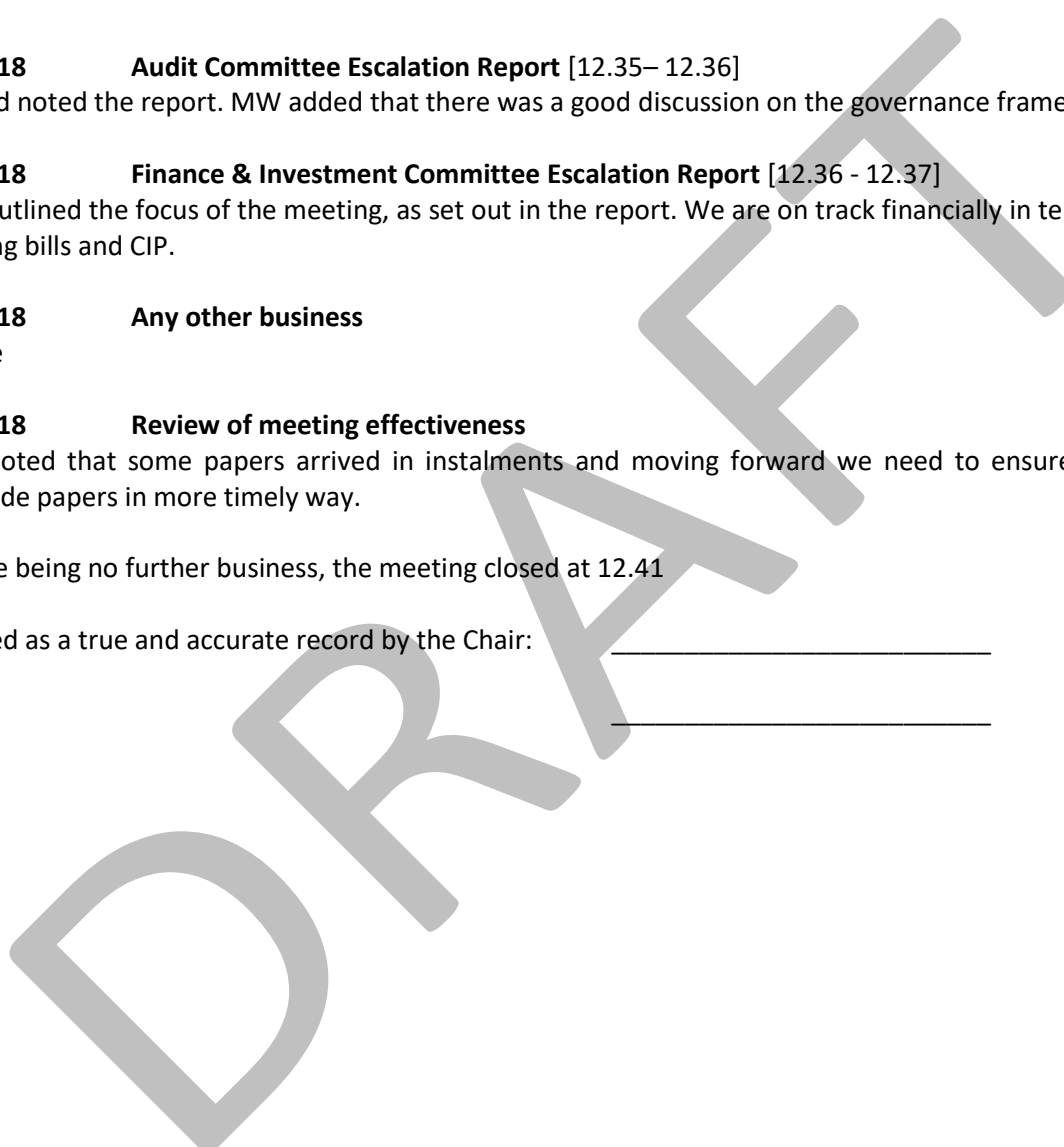 18 Audit Committee Escalation Report [12.35– 12.36]
d noted the report. MW added that there was a good discussion on the governance frame
18 Finance & Investment Committee Escalation Report [12.36 - 12.37]
utlined the focus of the meeting, as set out in the report. We are on track financially in te
ng bills and CIP.
18 Any other business
e
18 Review of meeting effectiveness
oted that some papers arrived in instalments and moving forward we need to ensure
de papers in more timely way.
e being no further business, the meeting closed at 12.41
ed as a true and accurate record by the Chair: ___________________________
___________________________
DRAFT